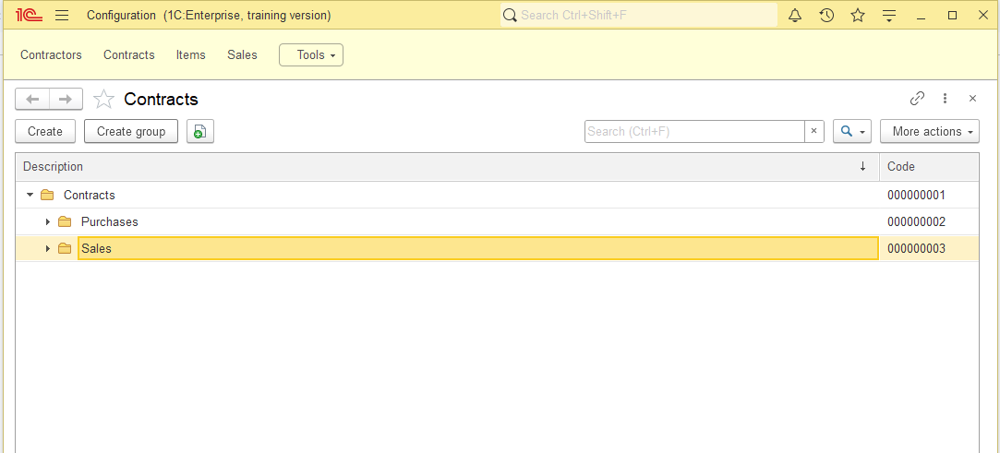 1C Configuration (1C:Enterprise, training version) Search Ctrl+Shift+F
Contractors Contracts Items Sales Tools
Contracts
Create Create group Search (Ctrl+F) × More actions
Description ↓ Code
Contracts 000000001
Purchases 000000002
Sales 000000003